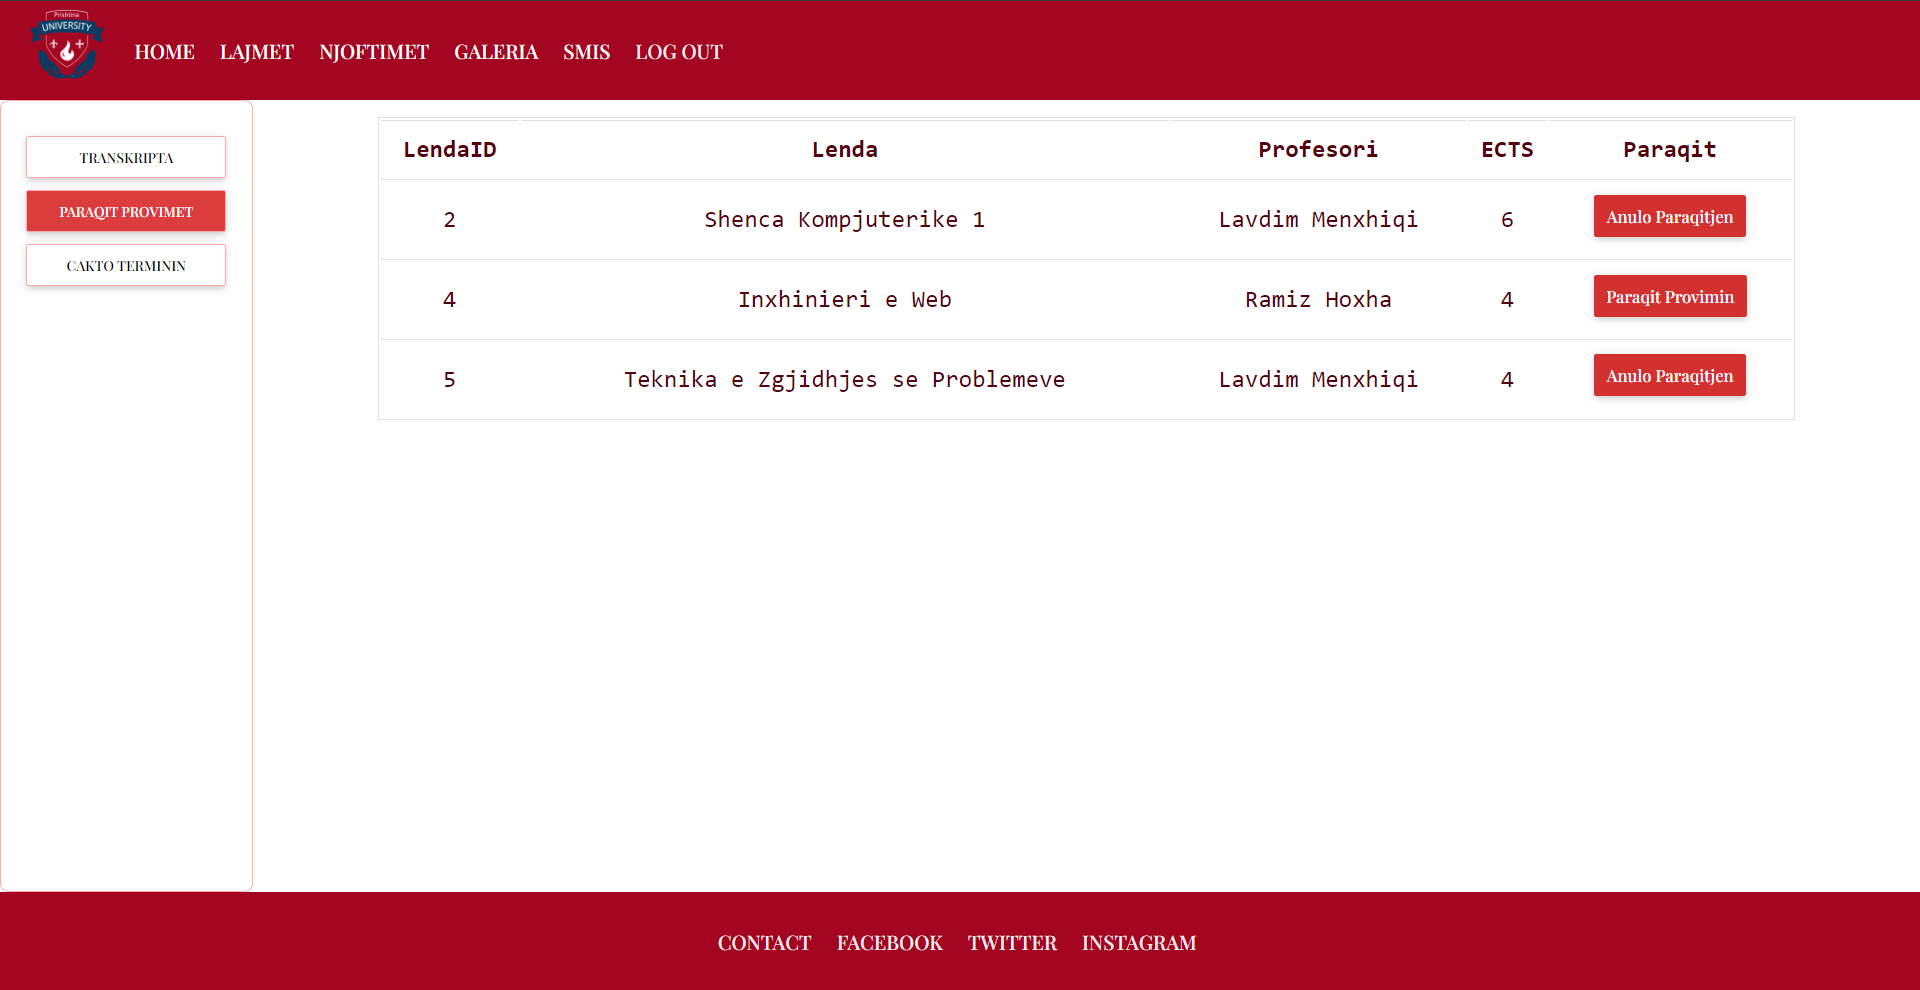 Prishtina
UNIVERSITY
HOME LAJMET NJOFTIMET GALERIA SMIS LOG OUT
TRANSKRIPTA
PARAQIT PROVIMET
CAKTO TERMININ
LendaID Lenda Profesori ECTS Paraqit
2 Shenca Kompjuterike 1 Lavdim Menxhiqi 6 Anulo Paraqitjen
4 Inxhinieri e Web Ramiz Hoxha 4 Paraqit Provimin
5 Teknika e Zgjidhjes se Problemeve Lavdim Menxhiqi 4 Anulo Paraqitjen
CONTACT FACEBOOK TWITTER INSTAGRAM